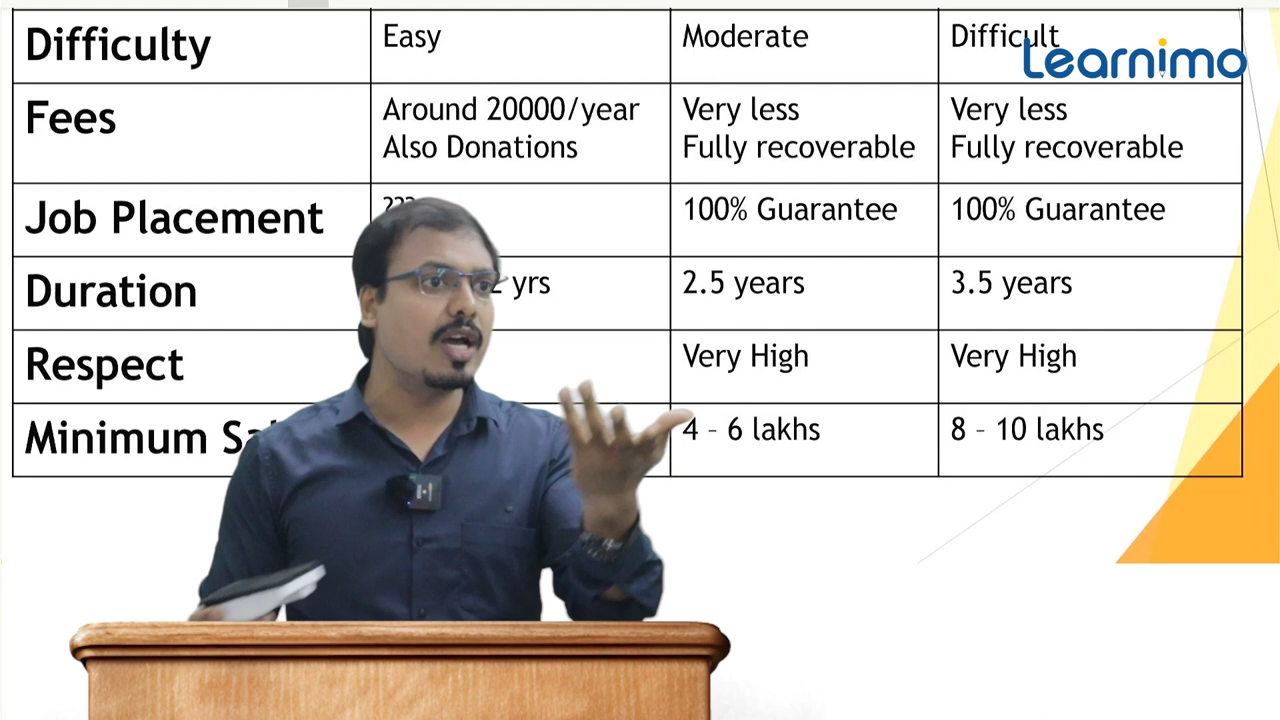 Difficulty Easy Moderate Difficult
Learnimo
Fees Around 20000/year Very less Very less
Also Donations Fully recoverable Fully recoverable
Job Placement 100% Guarantee 100% Guarantee
Duration yrs 2.5 years 3.5 years
Respect Very High Very High
Minimum 4 - 6 lakhs 8 - 10 lakhs